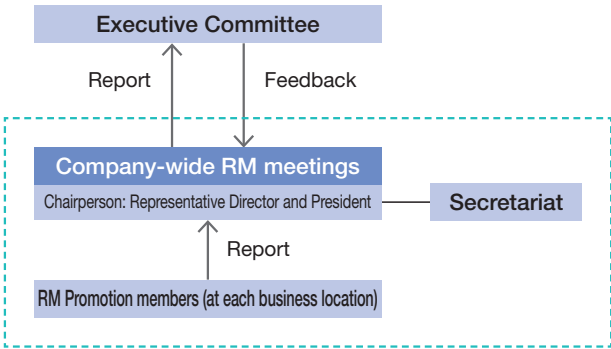 Executive Committee
Report
Feedback
Company-wide RM meetings
Chairperson: Representative Director and President
Secretariat
Report
RM Promotion members (at each business location)